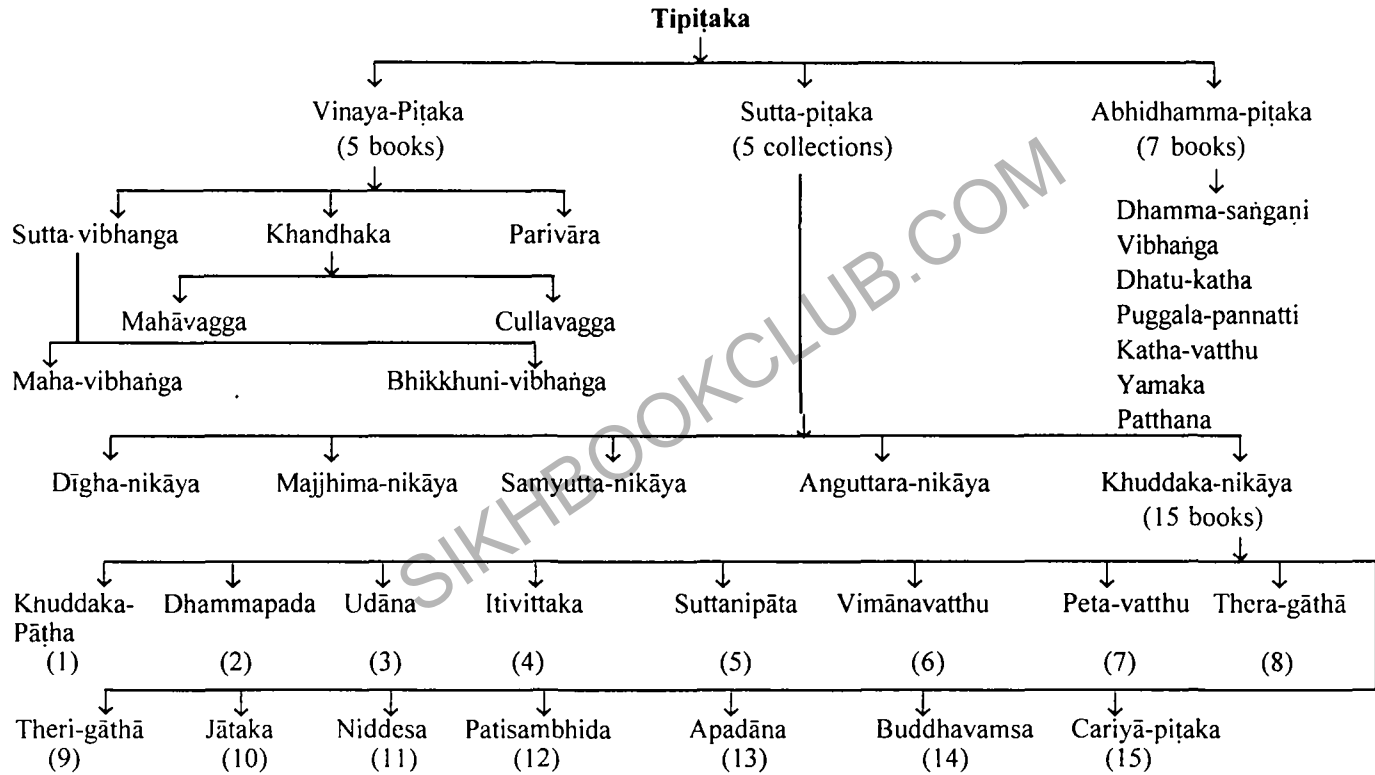 Tipiṭaka
Vinaya-Piṭaka
(5 books)
Sutta-piṭaka
(5 collections)
Abhidhamma-piṭaka
(7 books)
Sutta-vibhanga
Khandhaka
Parivāra
Mahāvagga
Cullavagga
Maha-vibhaṅga
Bhikkhuni-vibhaṅga
Dhamma-saṅgaṇi
Vibhaṅga
Dhatu-katha
Puggala-pannatti
Katha-vatthu
Yamaka
Patthana
Dīgha-nikāya
Majjhima-nikāya
Samyutta-nikāya
Anguttara-nikāya
Khuddaka-nikāya
(15 books)
Khuddaka-
Pāṭha
(1)
Dhammapada
(2)
Udāna
(3)
Itivittaka
(4)
Suttanipāta
(5)
Vimānavatthu
(6)
Peta-vatthu
(7)
Thera-gāthā
(8)
Theri-gāthā
(9)
Jātaka
(10)
Niddesa
(11)
Patisambhida
(12)
Apadāna
(13)
Buddhavamsa
(14)
Cariyā-piṭaka
(15)
SIKHBOOKCLUB.COM